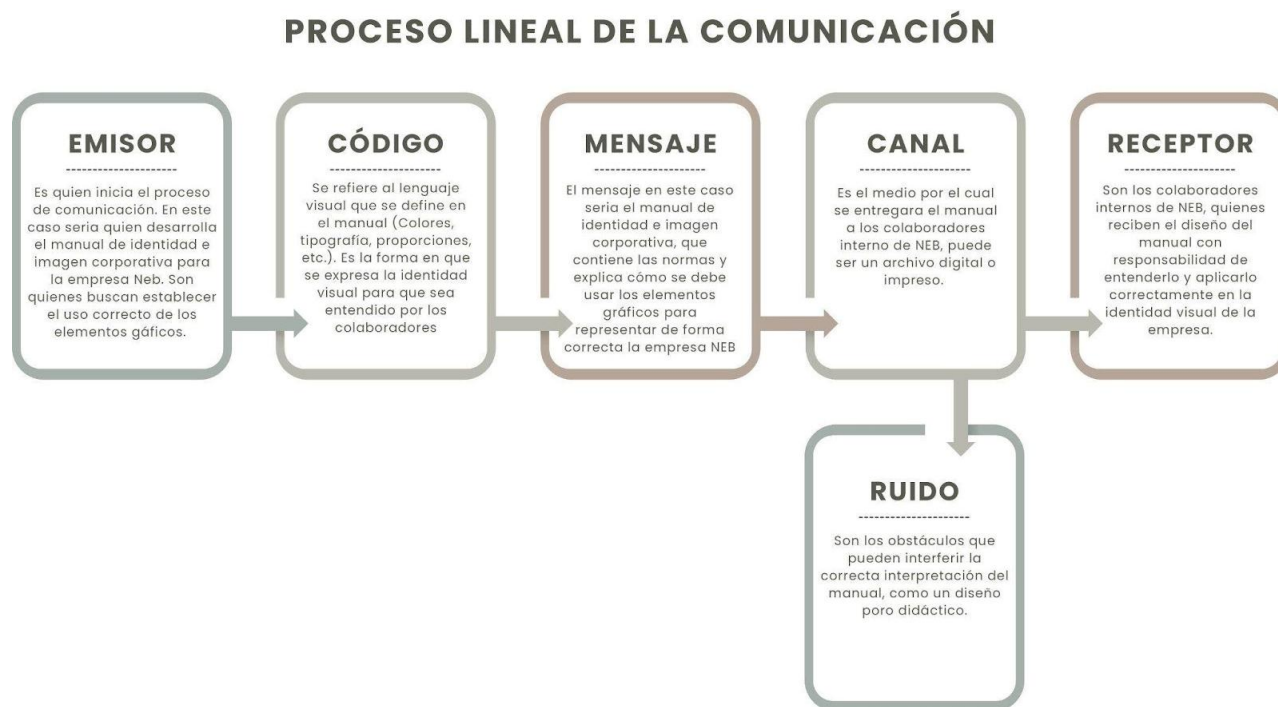 PROCESO LINEAL DE LA COMUNICACIÓN
EMISOR
--------------------
Es quien inicia el proceso
de comunicación. En este
caso seria quien desarrolla
el manual de identidad e
imagen corporativa para
la empresa Neb. Son
quienes buscan establecer
el uso correcto de los
elementos gáficos.
CÓDIGO
--------------------
Se refiere al lenguaje
visual que se define en
el manual (Colores,
tipografía, proporciones,
etc.). Es la forma en que
se expresa la identidad
visual para que sea
entendido por los
colaboradores
MENSAJE
--------------------
El mensaje en este caso
seria el manual de
identidad e imagen
corporativa, que
contiene las normas y
explica cómo se debe
usar los elementos
gráficos para
representar de forma
correcta la empresa NEB
CANAL
--------------------
Es el medio por el cual
se entregara el manual
a los colaboradores
interno de NEB, puede
ser un archivo digital o
impreso.
RECEPTOR
--------------------
Son los colaboradores
internos de NEB, quienes
reciben el diseño del
manual con
responsabilidad de
entenderlo y aplicarlo
correctamente en la
identidad visual de la
empresa.
RUIDO
--------------------
Son los obstáculos que
pueden interferir la
correcta interpretación del
manual, como un diseño
poro didáctico.